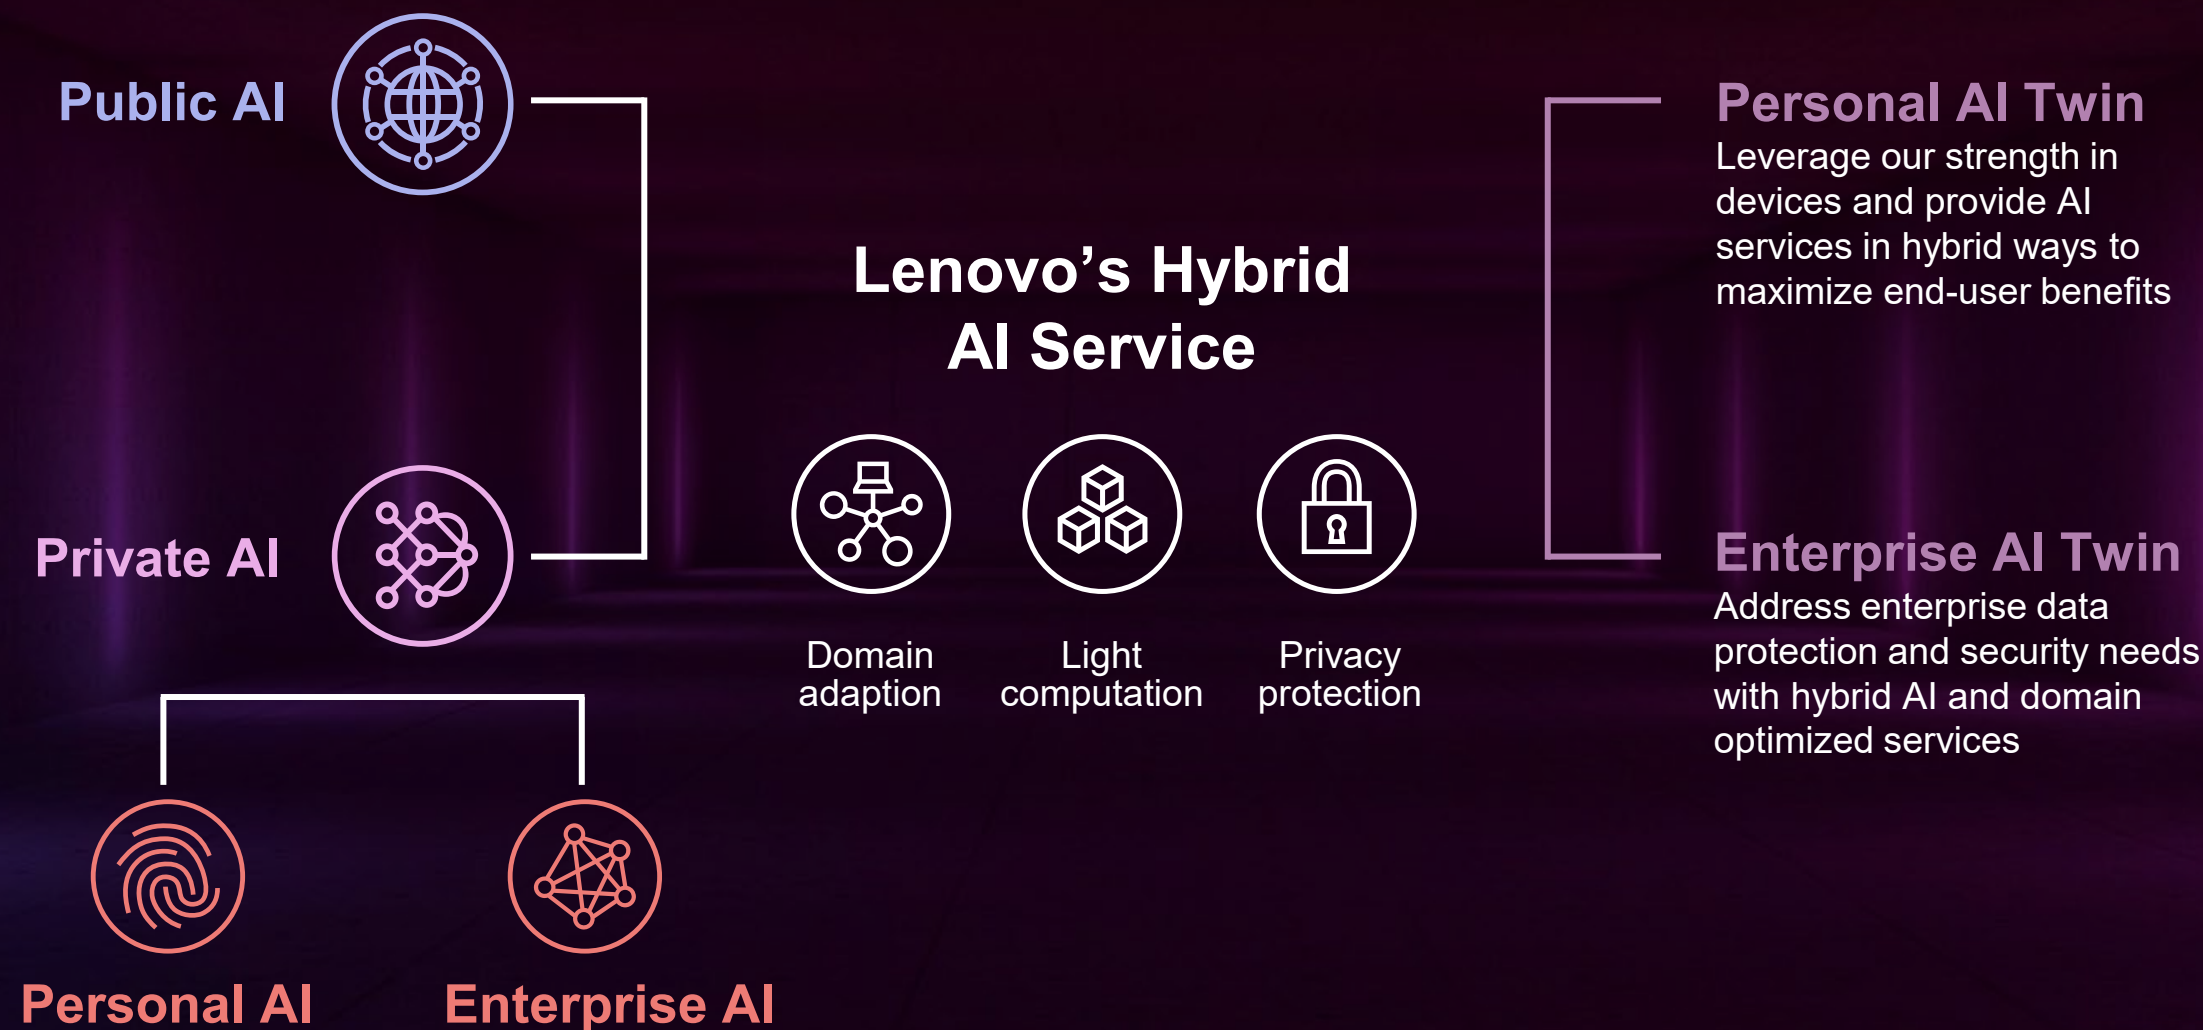 Public AI
Private AI
Personal AI
Enterprise AI
Lenovo’s Hybrid
AI Service
Domain
adaption
Light
computation
Privacy
protection
Personal AI Twin
Leverage our strength in
devices and provide AI
services in hybrid ways to
maximize end-user benefits
Enterprise AI Twin
Address enterprise data
protection and security needs
with hybrid AI and domain
optimized services